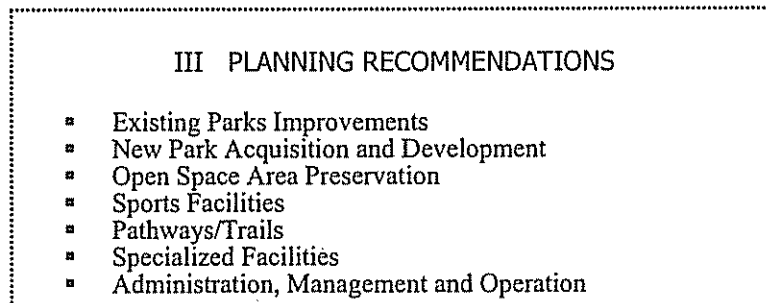 III PLANNING RECOMMENDATIONS
▫ Existing Parks Improvements
▫ New Park Acquisition and Development
▫ Open Space Area Preservation
▫ Sports Facilities
▫ Pathways/Trails
▫ Specialized Facilities
▫ Administration, Management and Operation